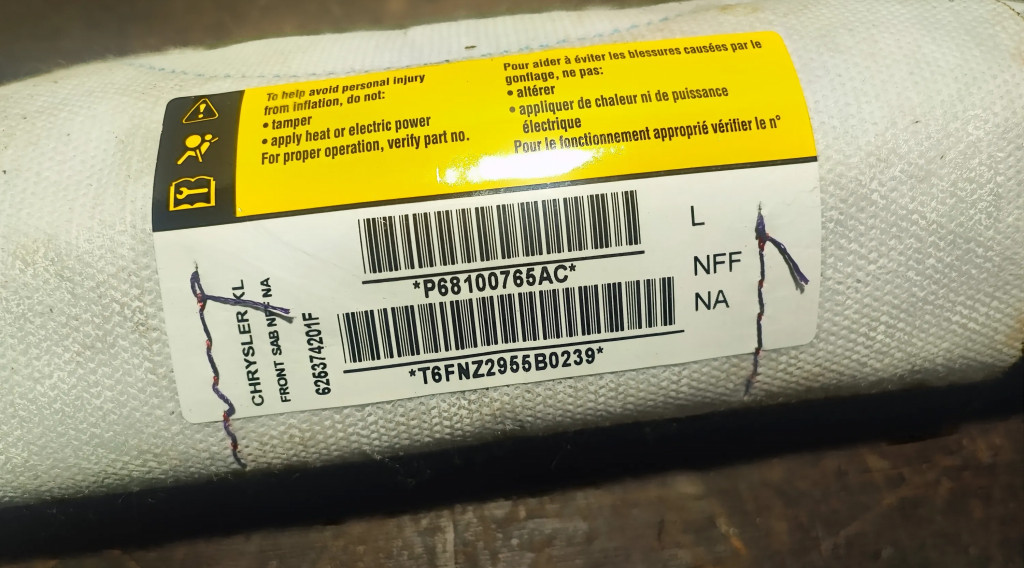 To help avoid personal injury
from inflation, do not:
• tamper
• apply heat or electric power
For proper operation, verify part no.
Pour aider à éviter les blessures causées par le
gonflage, ne pas:
• altérer
• appliquer de chaleur ni de puissance
électrique
Pour le fonctionnement approprié vérifier le n°
*P68100765AC*
*T6FNZ2955B0239*
L
NFF
NA
CHRYSLER KL
FRONT SAB NFF NA
626374201F